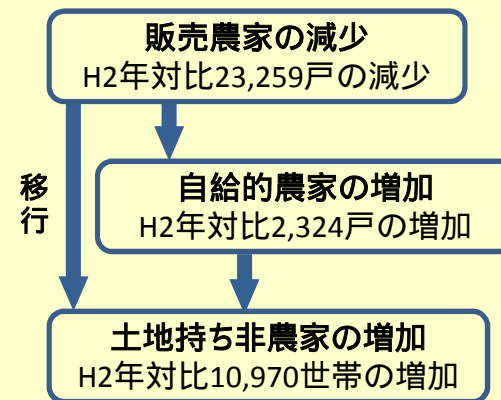 販売農家の減少
H2年対比23,259戸の減少
移行
自給的農家の増加
H2年対比2,324戸の増加
土地持ち非農家の増加
H2年対比10,970世帯の増加